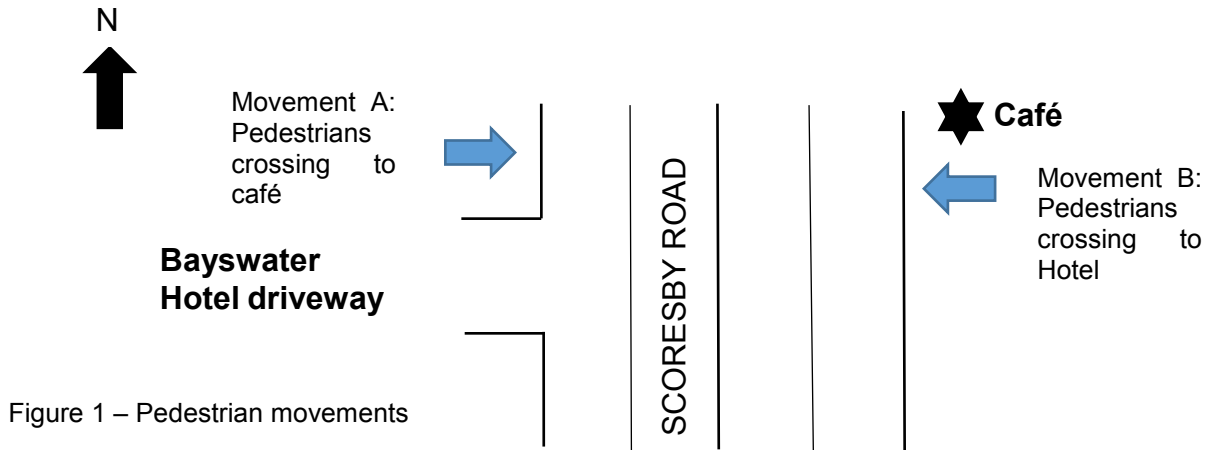 N
Movement A:
Pedestrians
crossing to
café
Café
SCORESBY ROAD
Movement B:
Pedestrians
crossing to
Hotel
Bayswater
Hotel driveway
Figure 1 – Pedestrian movements